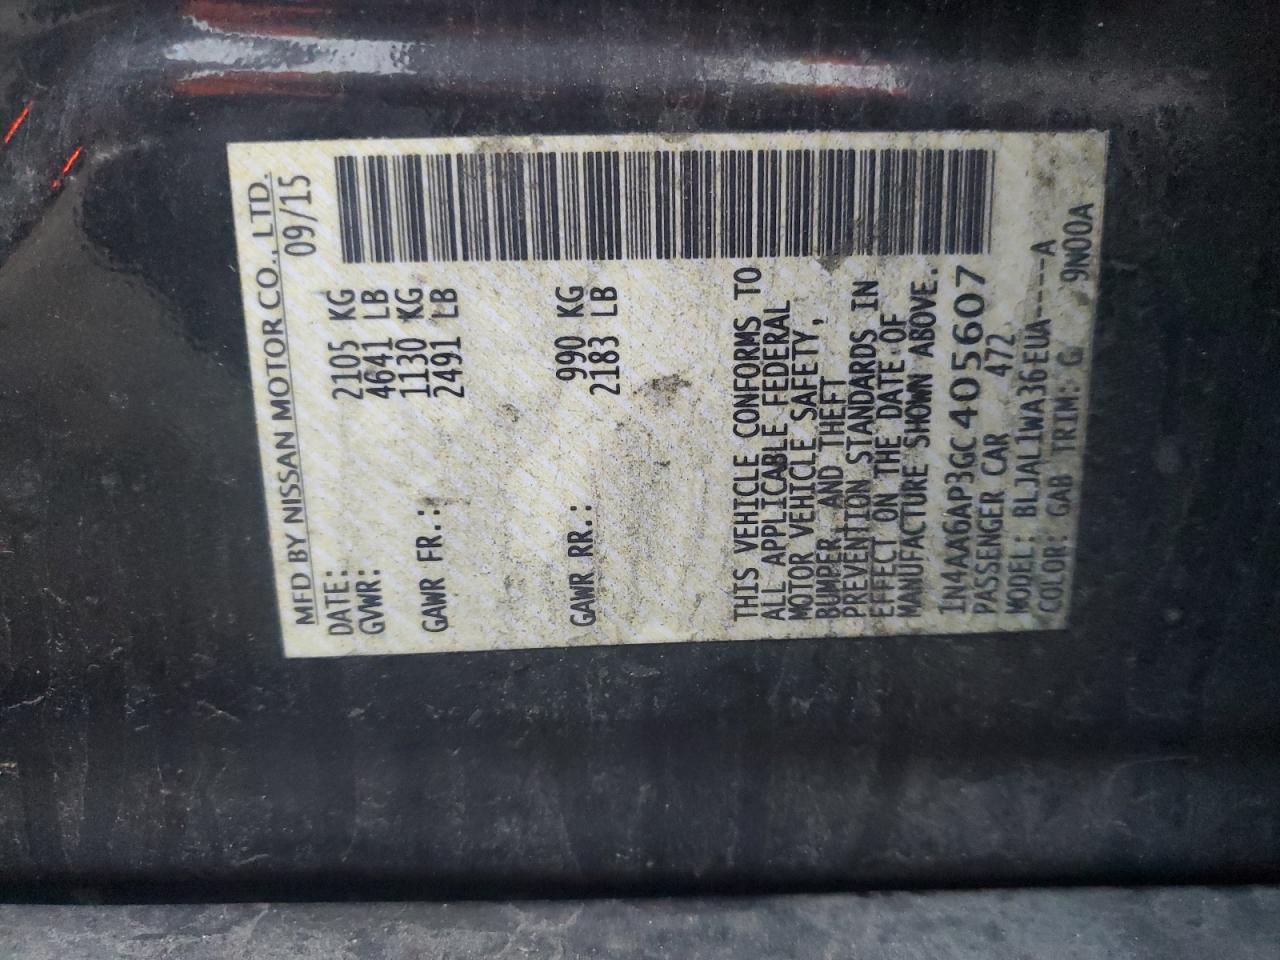 MFD BY NISSAN MOTOR CO., LTD.
DATE: 09/15
GVWR: 2105 KG
4641 LB
GAWR FR.: 1130 KG
2491 LB
GAWR RR.: 990 KG
2183 LB
THIS VEHICLE CONFORMS TO
ALL APPLICABLE FEDERAL
MOTOR VEHICLE SAFETY,
BUMPER AND THEFT
PREVENTION STANDARDS IN
EFFECT ON THE DATE OF
MANUFACTURE SHOWN ABOVE.
1N4AA6AP3GC405607
PASSENGER CAR 472
MODEL: BLJAL1WA36EUA----A
COLOR: GAB TRIM: G 9N00A